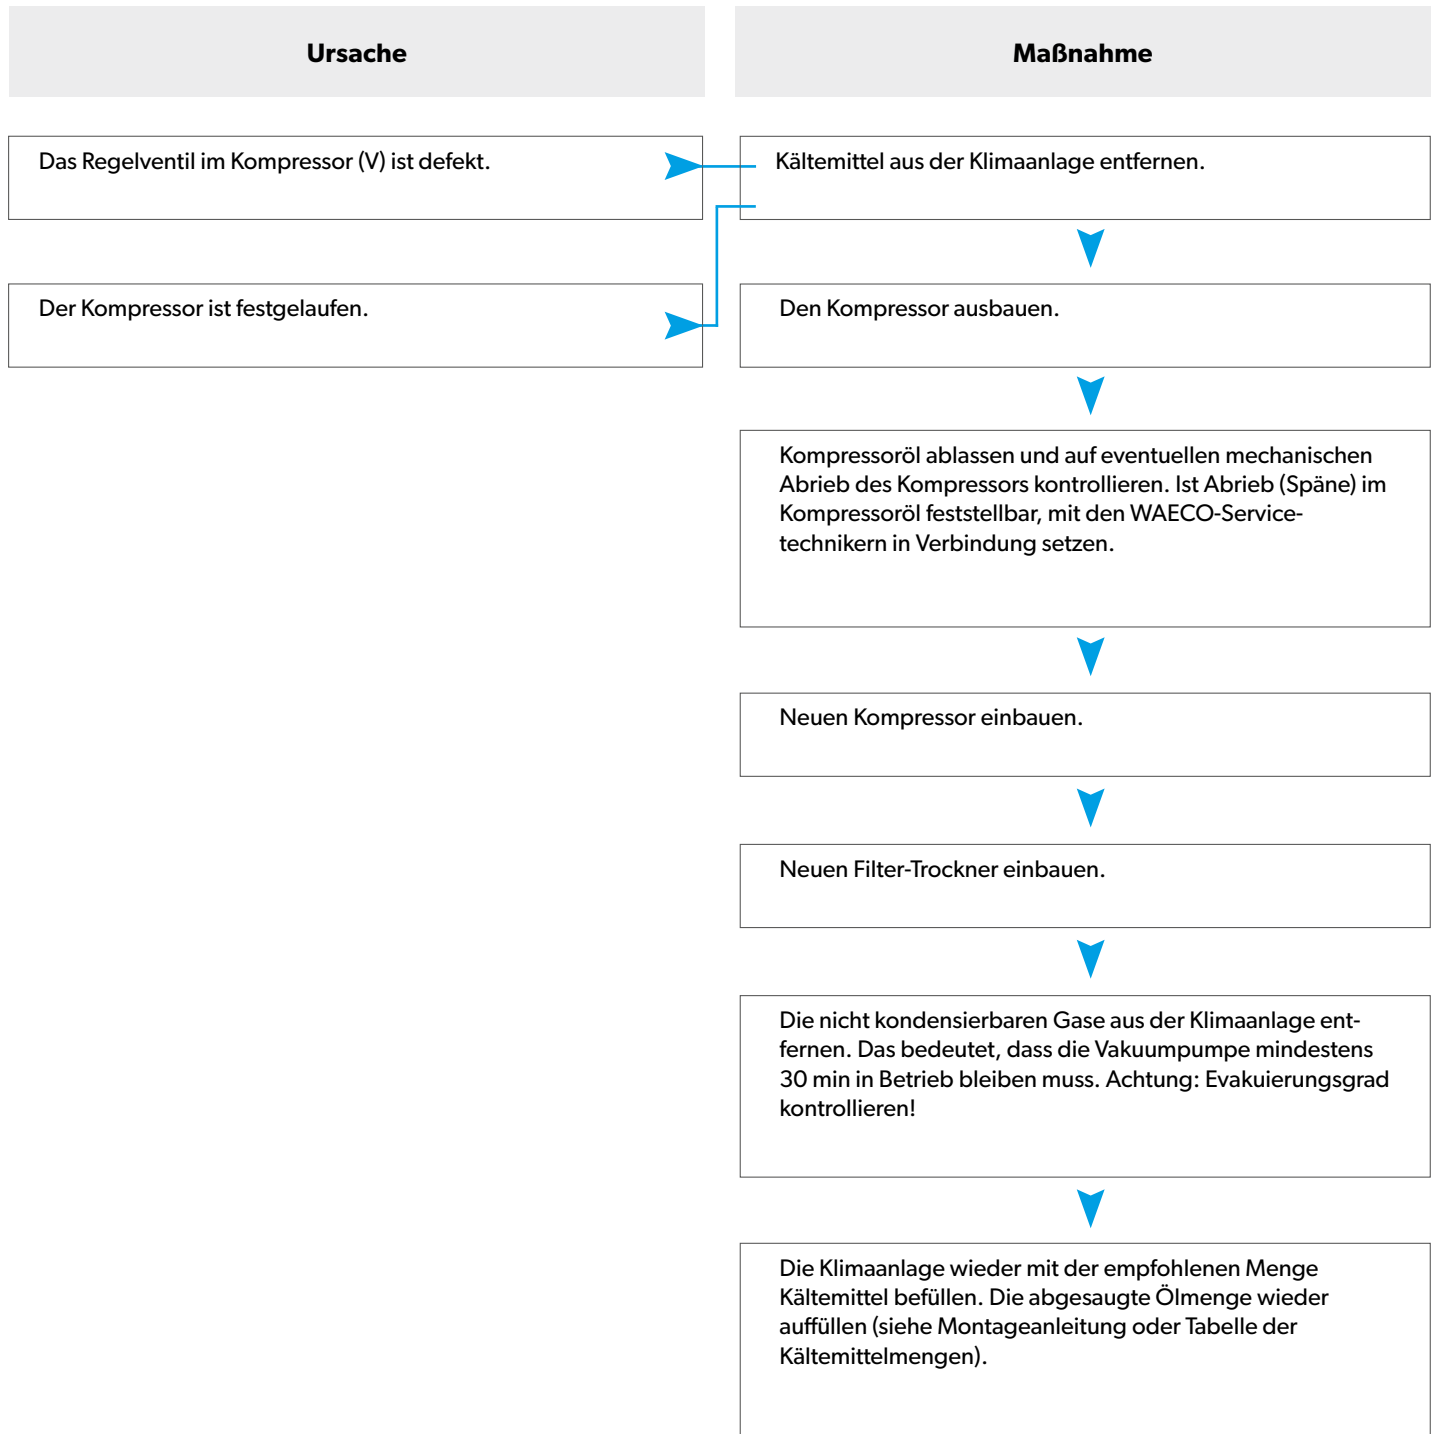 Ursache
Maßnahme
Das Regelventil im Kompressor (V) ist defekt.
Kältemittel aus der Klimaanlage entfernen.
Der Kompressor ist festgelaufen.
Den Kompressor ausbauen.
Kompressoröl ablassen und auf eventuellen mechanischen
Abrieb des Kompressors kontrollieren. Ist Abrieb (Späne) im
Kompressoröl feststellbar, mit den WAECO-Service-
technikern in Verbindung setzen.
Neuen Kompressor einbauen.
Neuen Filter-Trockner einbauen.
Die nicht kondensierbaren Gase aus der Klimaanlage ent-
fernen. Das bedeutet, dass die Vakuumpumpe mindestens
30 min in Betrieb bleiben muss. Achtung: Evakuierungsgrad
kontrollieren!
Die Klimaanlage wieder mit der empfohlenen Menge
Kältemittel befüllen. Die abgesaugte Ölmenge wieder
auffüllen (siehe Montageanleitung oder Tabelle der
Kältemittelmengen).